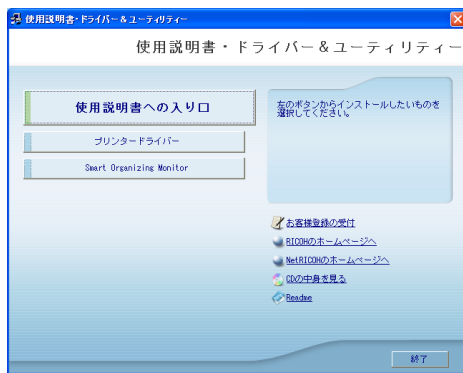 使用説明書・ドライバー＆ユーティリティー
使用説明書・ドライバー＆ユーティリティー
使用説明書への入り口
プリンタードライバー
Smart Organizing Monitor
左のボタンからインストールしたいものを
選択してください。
お客様登録の受付
RICOHのホームページへ
NetRICOHのホームページへ
CDの中身を見る
Readme
終了